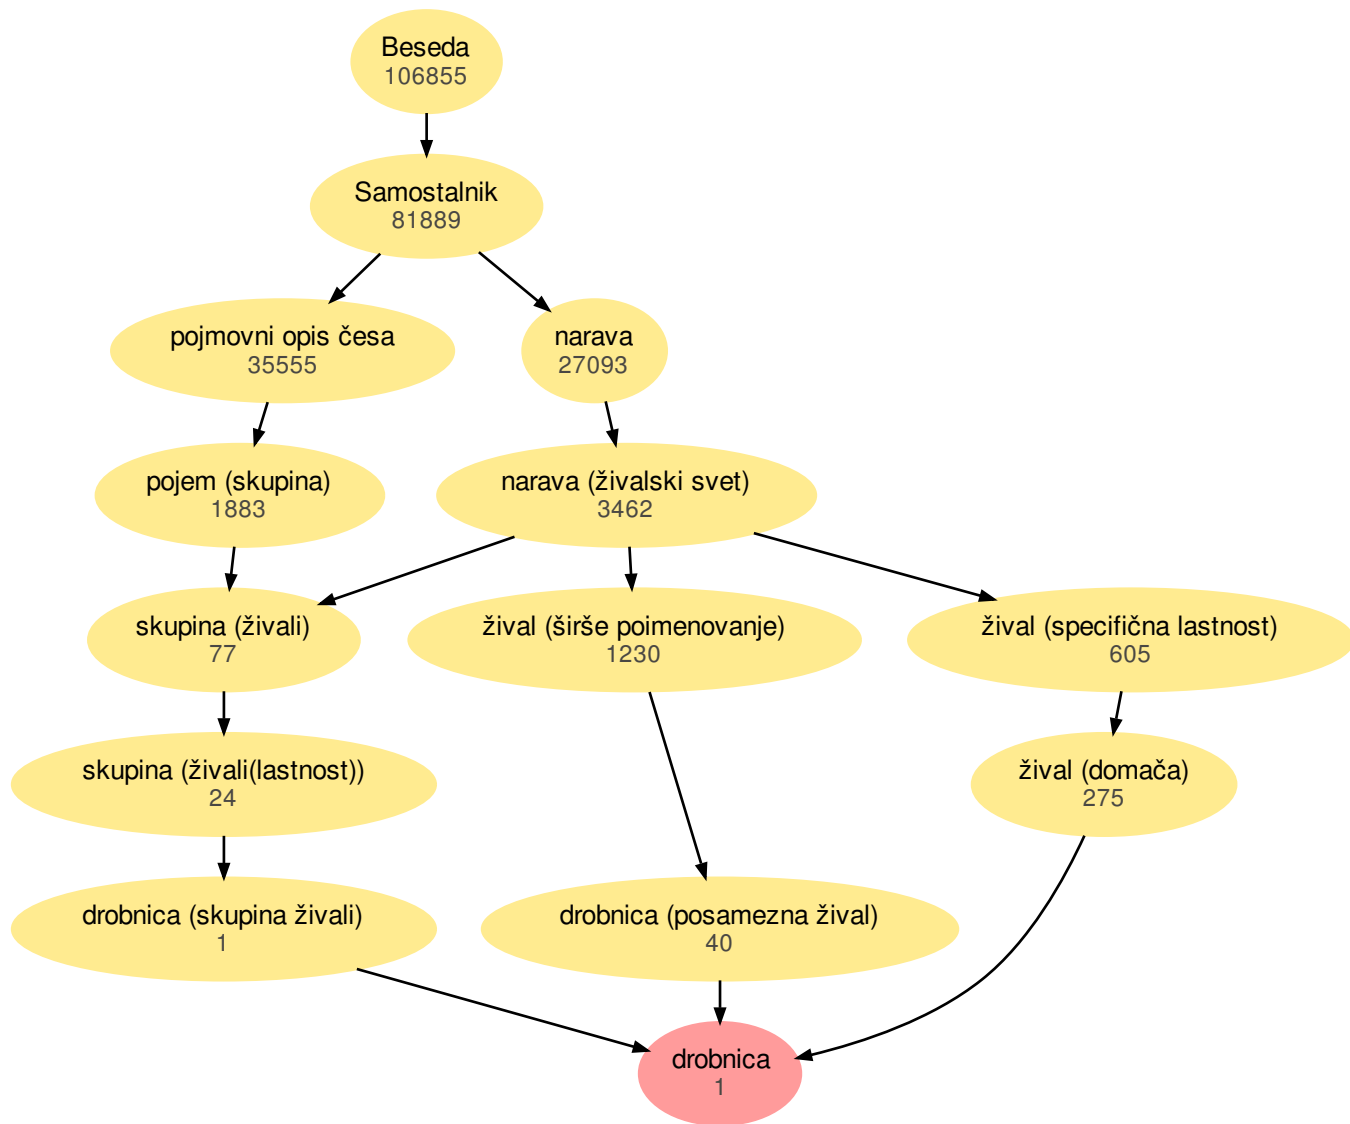 Beseda
106855
Samostalnik
81889
pojmovni opis česa
35555
narava
27093
pojem (skupina)
1883
narava (živalski svet)
3462
skupina (živali)
77
žival (širše poimenovanje)
1230
žival (specifična lastnost)
605
skupina (živali(lastnost))
24
žival (domača)
275
drobnica (skupina živali)
1
drobnica (posamezna žival)
40
drobnica
1